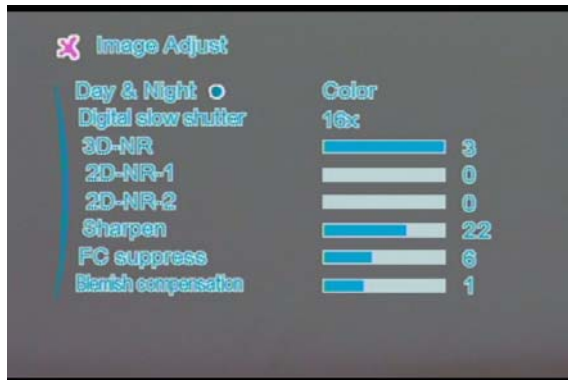 Image Adjust
Day & Night Color
Digital slow shutter 16x
3D-NR 3
2D-NR-1 0
2D-NR-2 0
Sharpen 22
FC suppress 6
Blemish compensation 1